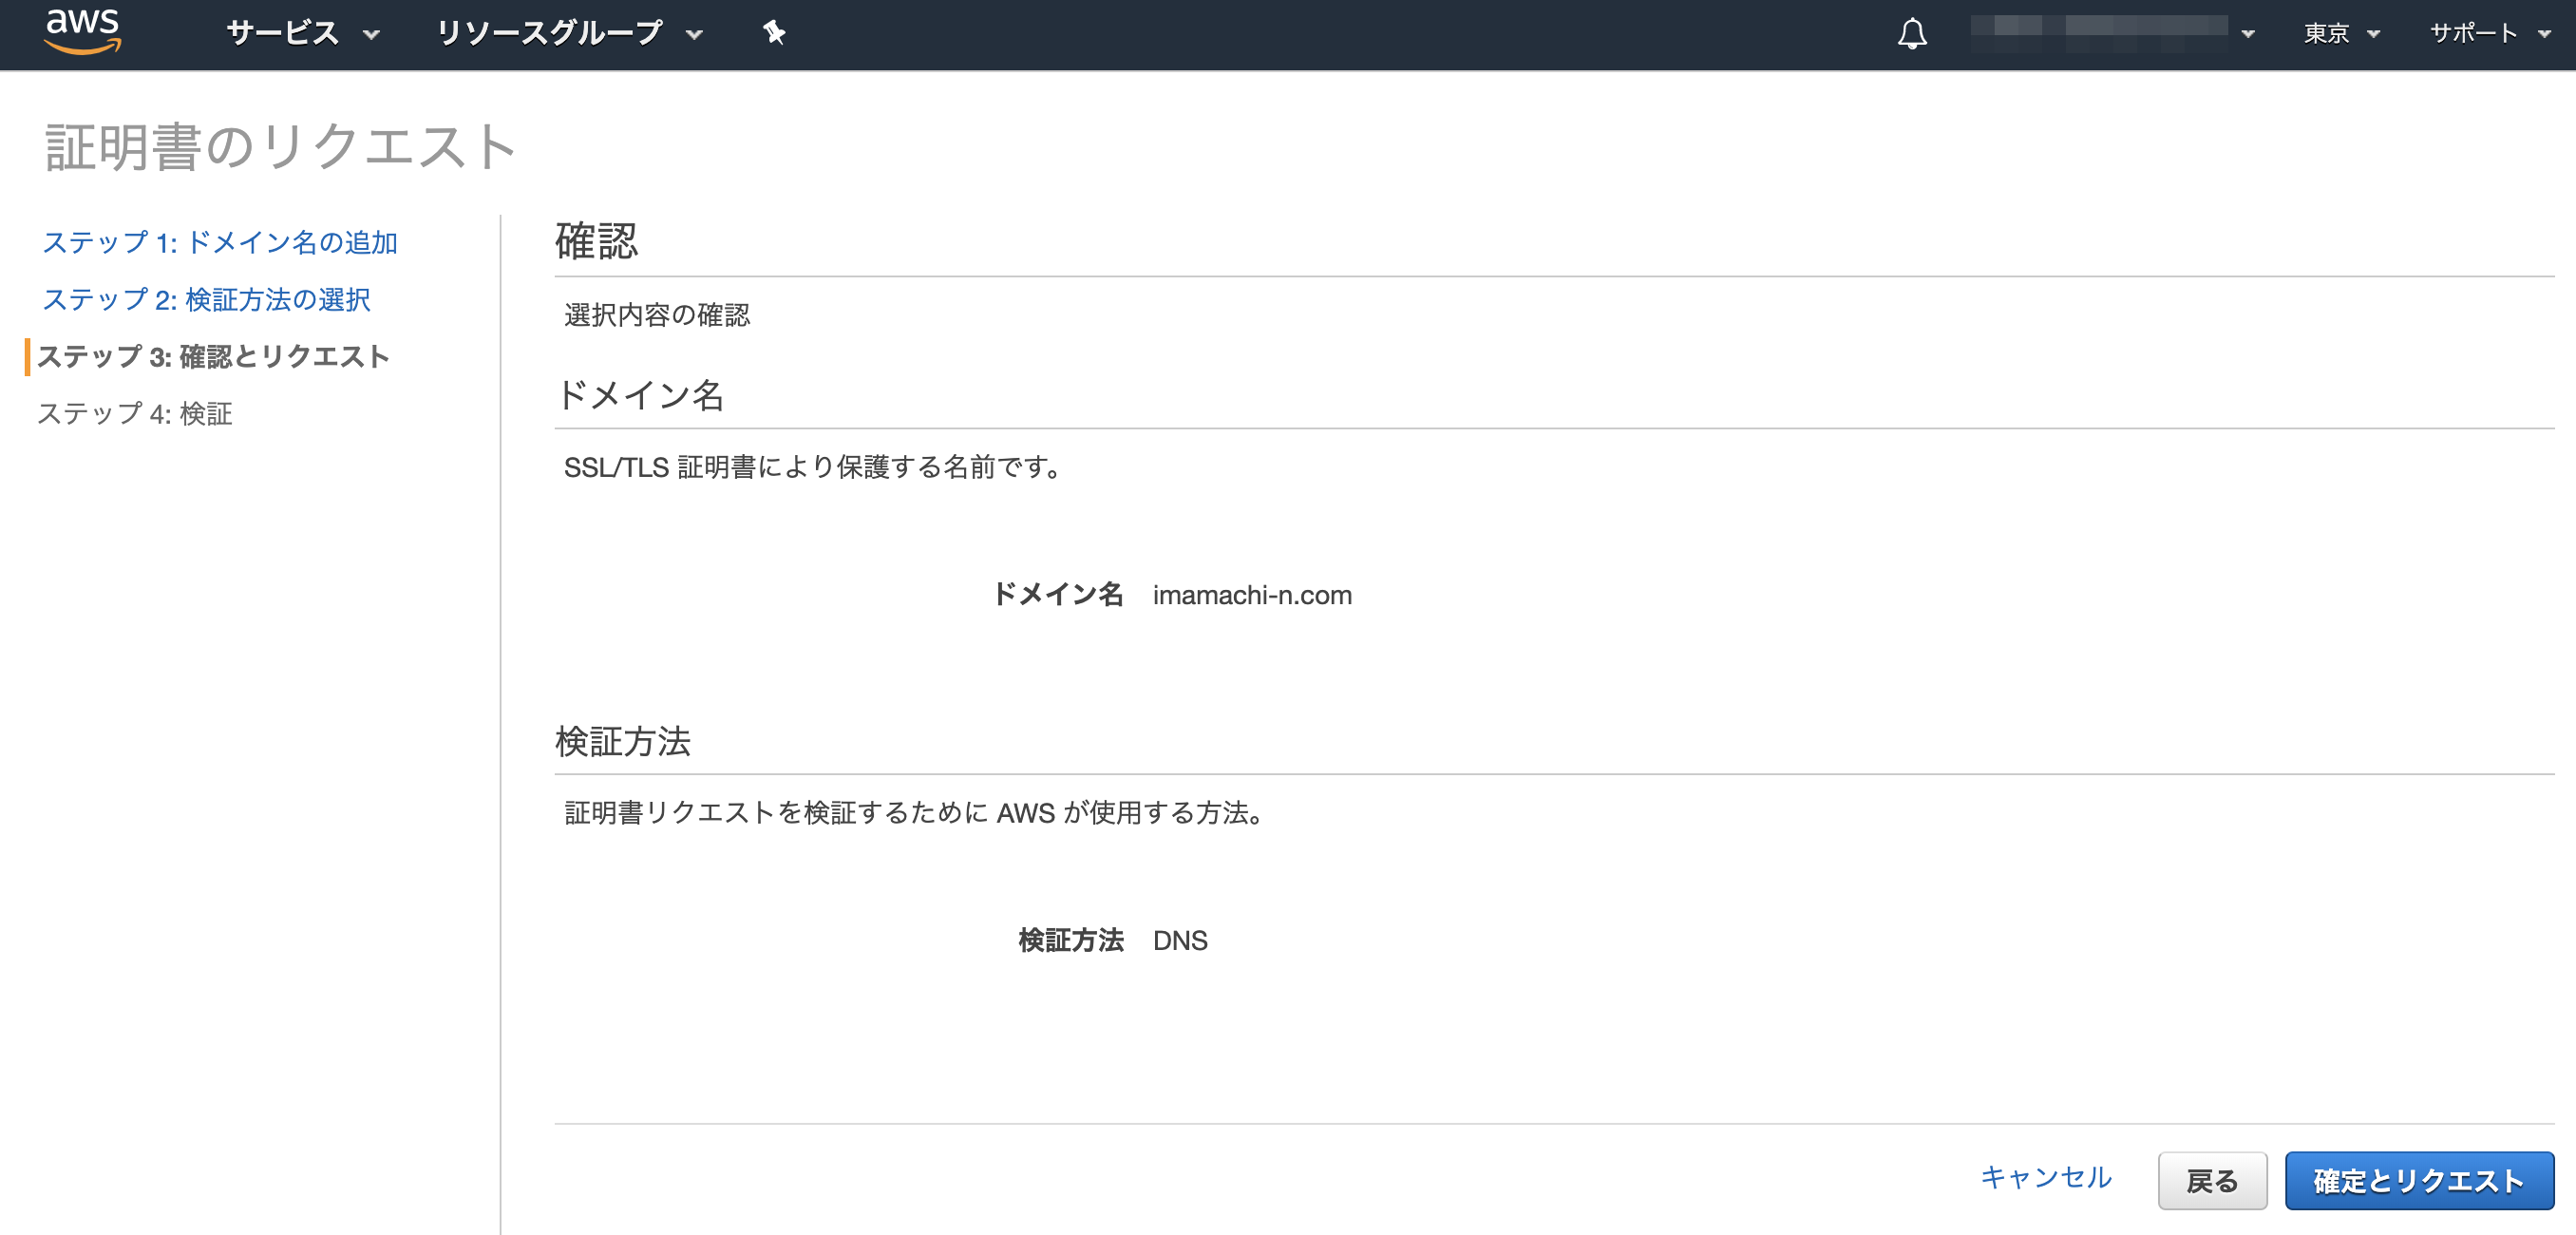 aws サービス リソースグループ 東京 サポート
証明書のリクエスト
ステップ 1: ドメイン名の追加
ステップ 2: 検証方法の選択
ステップ 3: 確認とリクエスト
ステップ 4: 検証
確認
選択内容の確認
ドメイン名
SSL/TLS 証明書により保護する名前です。
ドメイン名 imamachi-n.com
検証方法
証明書リクエストを検証するために AWS が使用する方法。
検証方法 DNS
キャンセル 戻る 確定とリクエスト